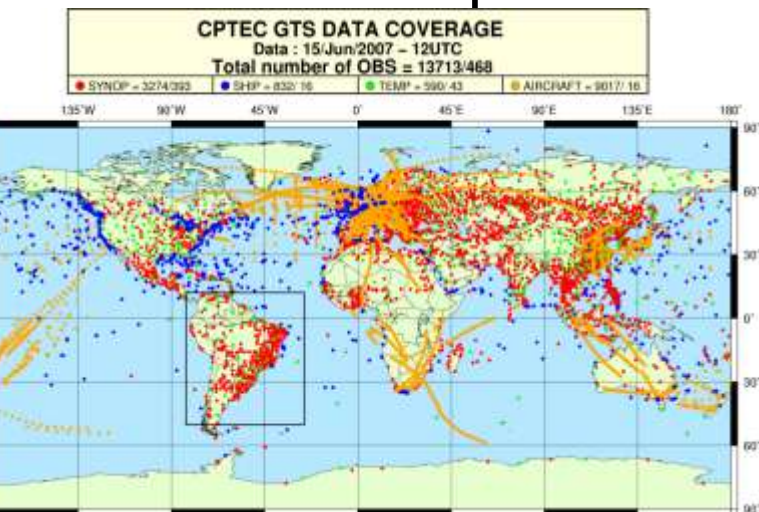 CPTEC GTS DATA COVERAGE
Data : 15/Jun/2007 - 12UTC
Total number of OBS = 13713/468
SYNOP = 3274/393 SHIP = 832/ 16 TEMP = 590/ 43 AIRCRAFT = 9017/ 16
135°W 90°W 45°W 0° 45°E 90°E 135°E 180°
90°
60°
30°
0°
30°
60°
90°